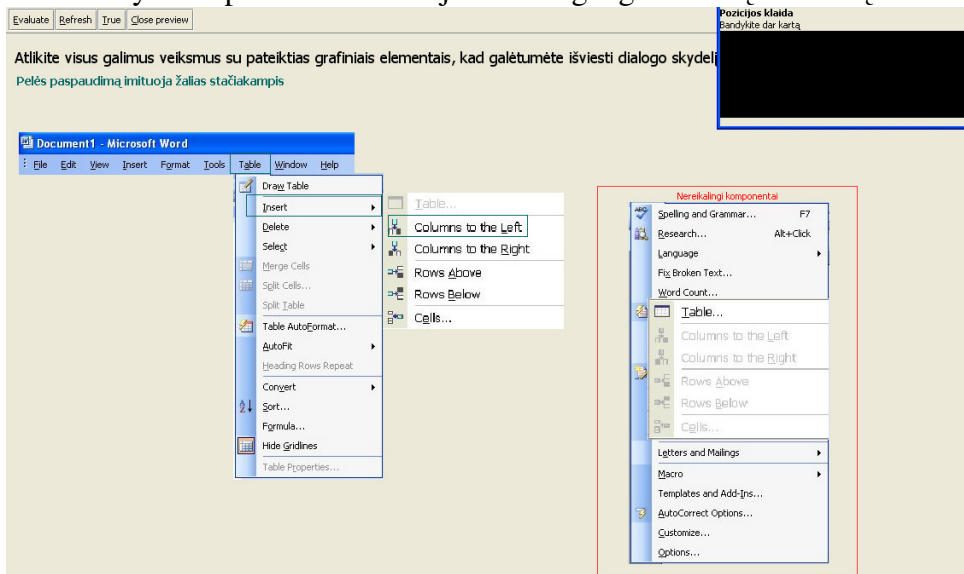 Evaluate Refresh True Close preview
Pozicijos klaida
Bandykite dar kartą
Atlikite visus galimus veiksmus su pateiktias grafiniais elementais, kad galėtumėte išviesti dialogo skydelį
Pelės paspaudimą imituoja žalias stačiakampis
Document1 - Microsoft Word
File Edit View Insert Format Tools Table Window Help
Draw Table
Insert
Delete
Select
Merge Cells
Split Cells...
Split Table
Table AutoFormat...
AutoFit
Heading Rows Repeat
Convert
Sort...
Formula...
Hide Gridlines
Table Properties...
Table...
Columns to the Left
Columns to the Right
Rows Above
Rows Below
Cells...
Nereikalingi komponentai
Spelling and Grammar... F7
Research... Alt+Click
Language
Fix Broken Text...
Word Count...
Table...
Columns to the Left
Columns to the Right
Rows Above
Rows Below
Cells...
Letters and Mailings
Macro
Templates and Add-Ins...
AutoCorrect Options...
Customize...
Options...